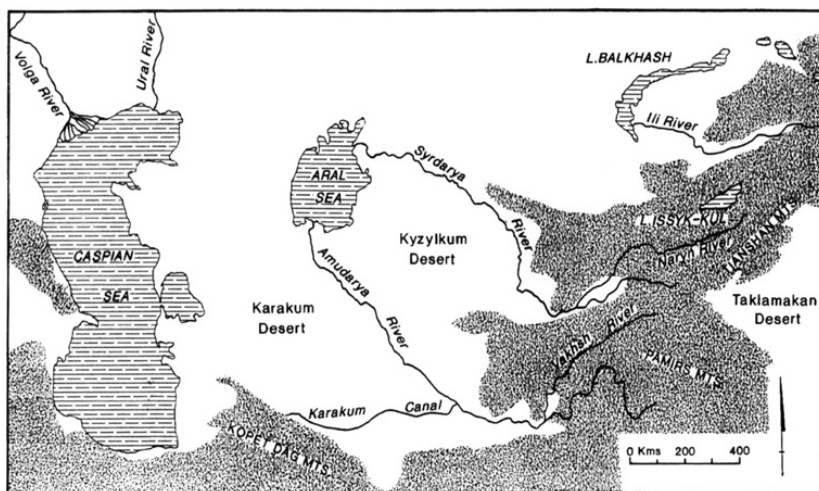 Volga River
Ural River
L.BALKHASH
Ili River
ARAL
SEA
Syrdarya
River
L.ISSYK-KUL
Naryn River
TIANSHAN MTS.
Kyzylkum
Desert
CASPIAN
SEA
Amudarya
River
Karakum
Desert
Vakhsh River
Taklamakan
Desert
PAMIRS MTS.
Karakum Canal
KOPET DAG MTS.
0 Kms 200 400